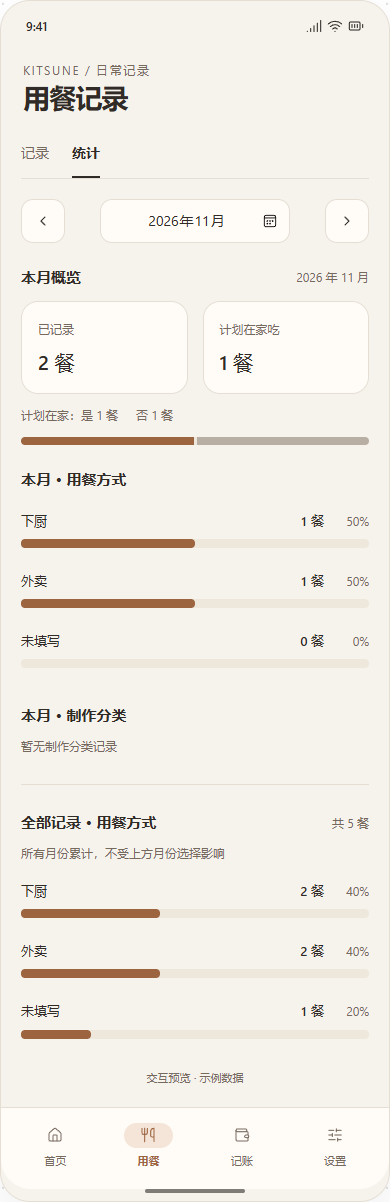 9:41
KITSUNE / 日常记录
用餐记录
记录 统计
2026年11月
本月概览 2026 年 11 月
已记录 计划在家吃
2 餐 1 餐
计划在家：是 1 餐 否 1 餐
本月 • 用餐方式
下厨 1 餐 50%
外卖 1 餐 50%
未填写 0 餐 0%
本月 • 制作分类
暂无制作分类记录
全部记录 • 用餐方式 共 5 餐
所有月份累计，不受上方月份选择影响
下厨 2 餐 40%
外卖 2 餐 40%
未填写 1 餐 20%
交互预览 · 示例数据
首页 用餐 记账 设置